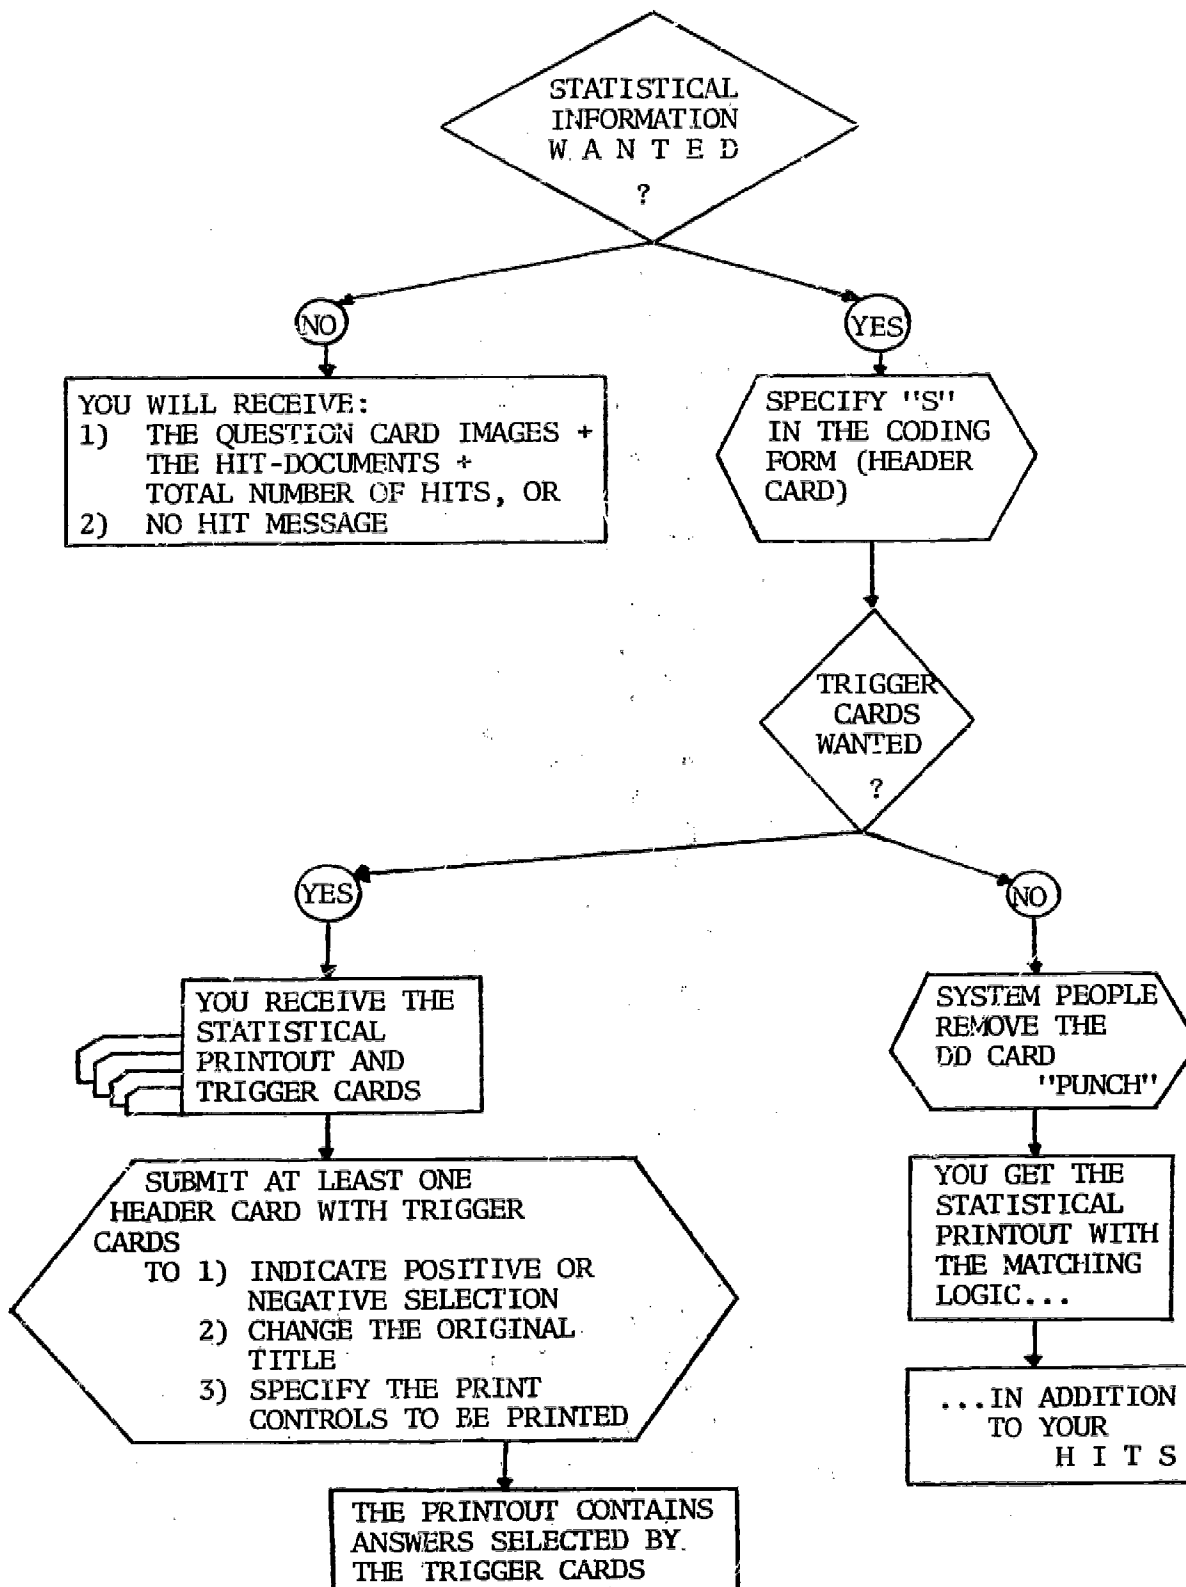 STATISTICAL
INFORMATION
W A N T E D
?
NO
YES
YOU WILL RECEIVE:
1) THE QUESTION CARD IMAGES +
THE HIT-DOCUMENTS +
TOTAL NUMBER OF HITS, OR
2) NO HIT MESSAGE
SPECIFY "S"
IN THE CODING
FORM (HEADER
CARD)
TRIGGER
CARDS
WANTED
?
YES
NO
YOU RECEIVE THE
STATISTICAL
PRINTOUT AND
TRIGGER CARDS
SYSTEM PEOPLE
REMOVE THE
DD CARD
"PUNCH"
SUBMIT AT LEAST ONE
HEADER CARD WITH TRIGGER
CARDS
TO 1) INDICATE POSITIVE OR
NEGATIVE SELECTION
2) CHANGE THE ORIGINAL
TITLE
3) SPECIFY THE PRINT
CONTROLS TO BE PRINTED
YOU GET THE
STATISTICAL
PRINTOUT WITH
THE MATCHING
LOGIC...
...IN ADDITION
TO YOUR
H I T S
THE PRINTOUT CONTAINS
ANSWERS SELECTED BY
THE TRIGGER CARDS